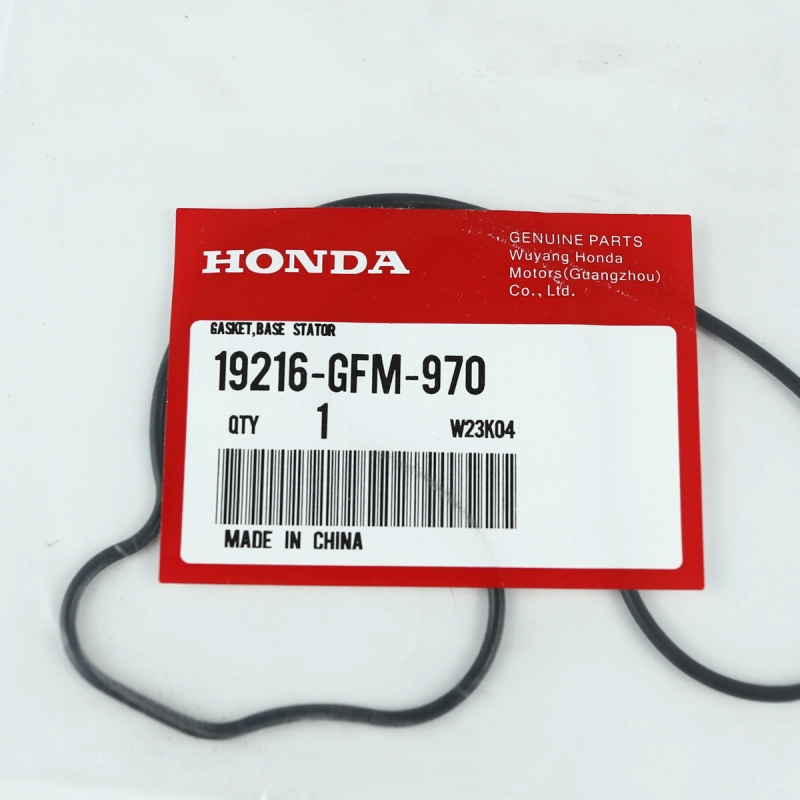 HONDA
GENUINE PARTS
Wuyang Honda
Motors(Guangzhou)
Co., Ltd.
GASKET,BASE STATOR
19216-GFM-970
QTY 1 W23K04
MADE IN CHINA